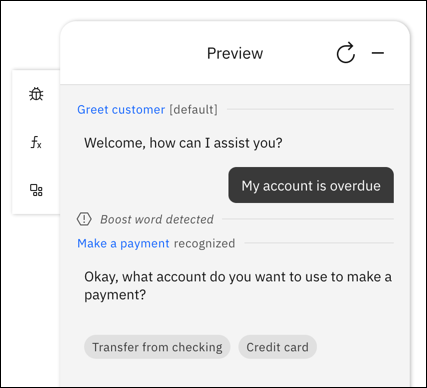 Preview
Greet customer [default]
Welcome, how can I assist you?
My account is overdue
Boost word detected
Make a payment recognized
Okay, what account do you want to use to make a
payment?
Transfer from checking Credit card
fx